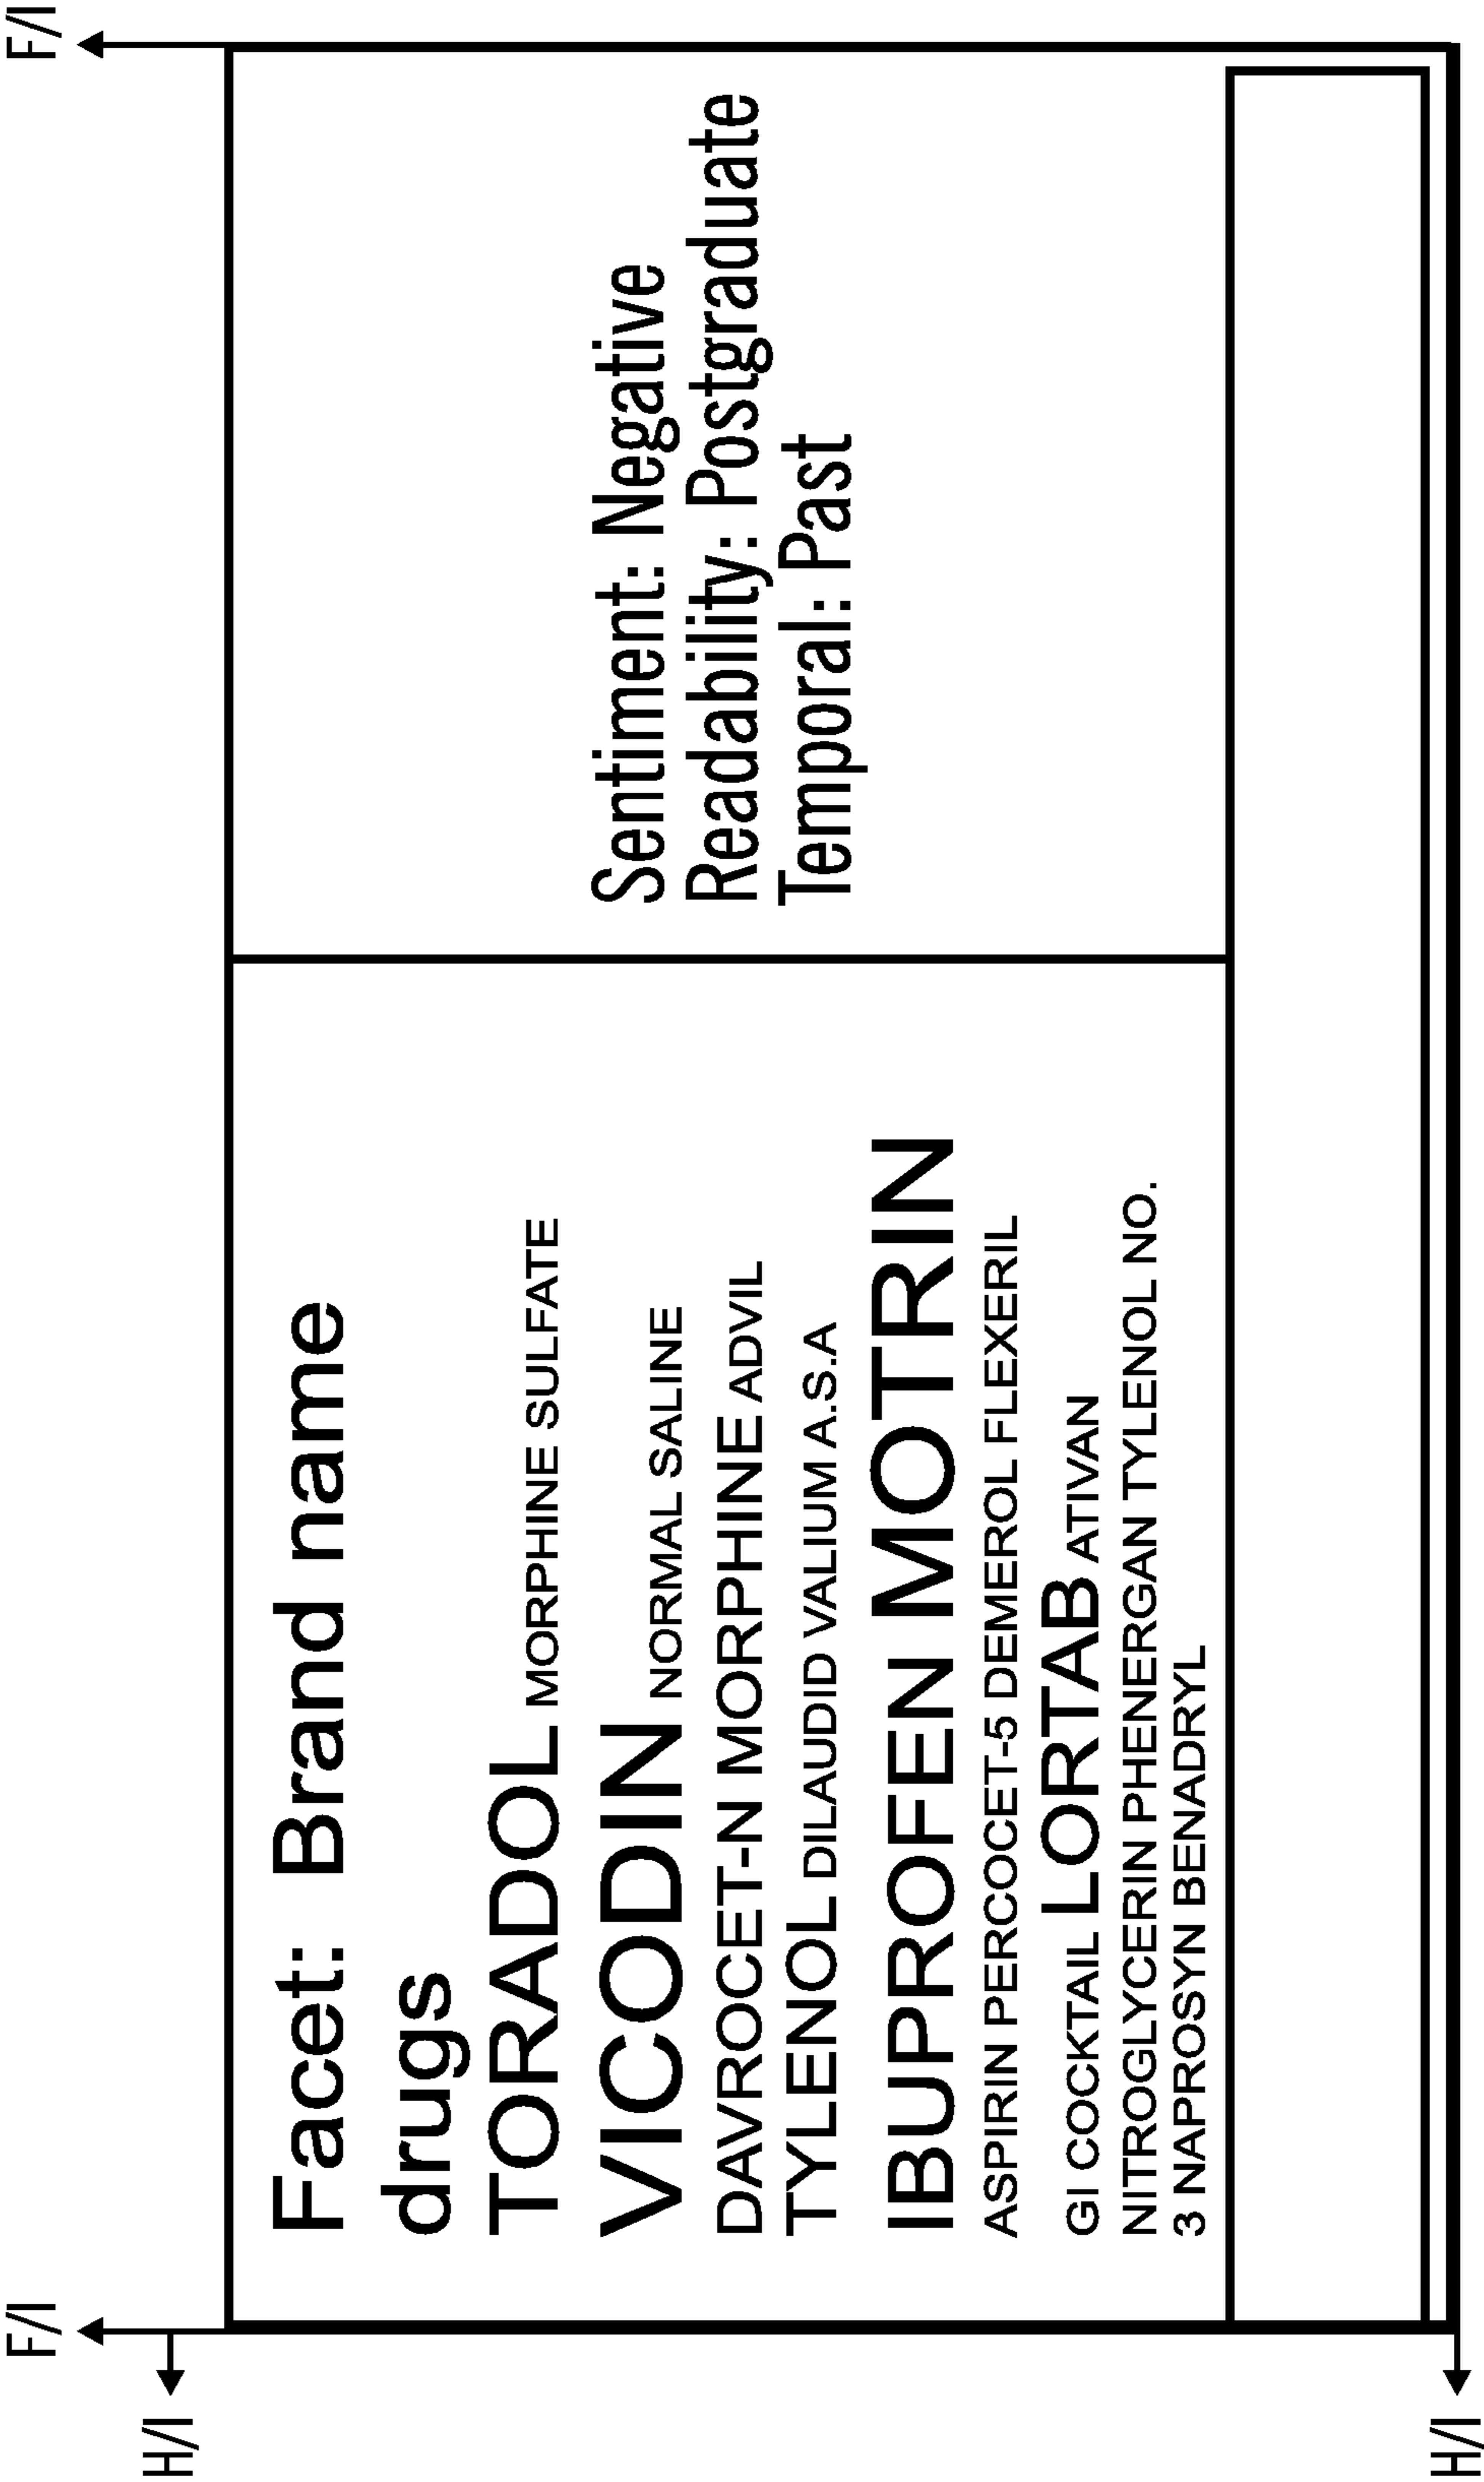 F/I
F/I
H/I
H/I
Facet: Brand name
drugs
TORADOL MORPHINE SULFATE
VICODIN NORMAL SALINE
DAVROCET-N MORPHINE ADVIL
TYLENOL DILAUDID VALIUM A.S.A
IBUPROFEN MOTRIN
ASPIRIN PERCOCET-5 DEMEROL FLEXERIL
GI COCKTAIL LORTAB ATIVAN
NITROGLYCERIN PHENERGAN TYLENOL NO.
3 NAPROSYN BENADRYL
Sentiment: Negative
Readability: Postgraduate
Temporal: Past